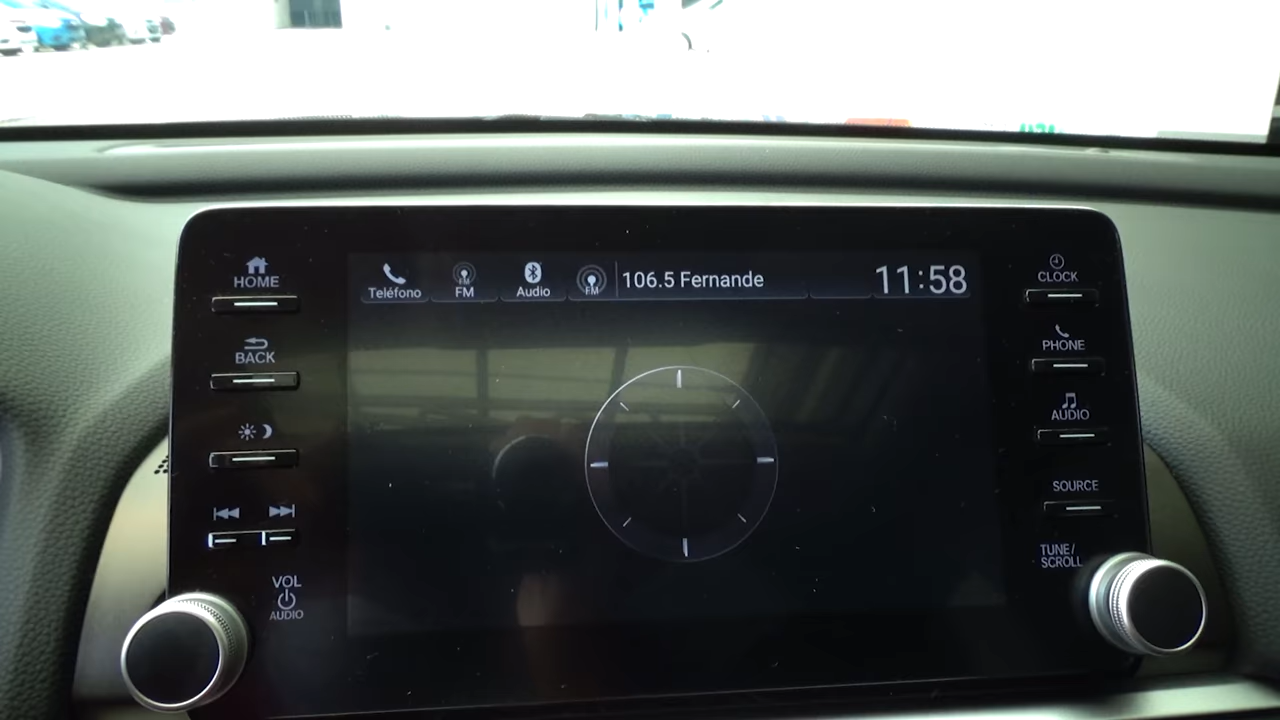 HOME
BACK
VOL
AUDIO
Teléfono
FM
FM
Audio
FM
106.5 Fernande
11:58
CLOCK
PHONE
AUDIO
SOURCE
TUNE/
SCROLL